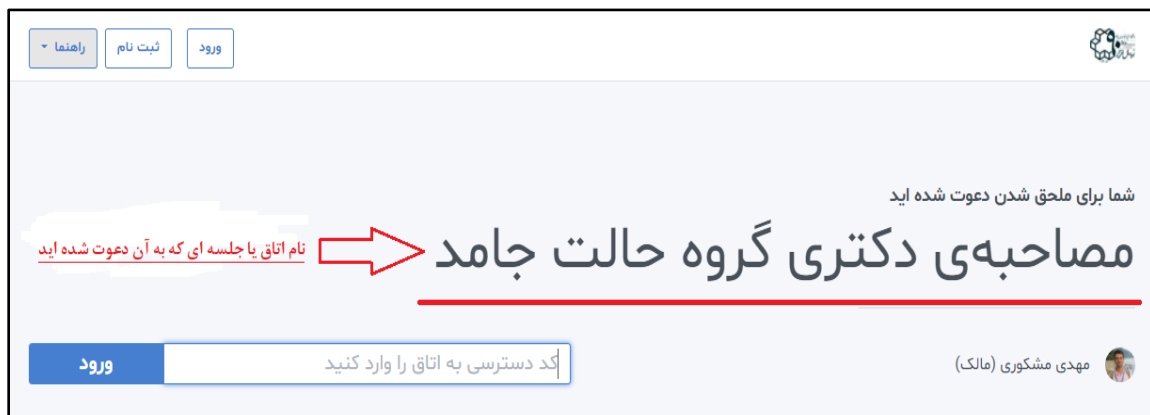 ورود
ثبت نام
راهنما
شما برای ملحق شدن دعوت شده اید
مصاحبه‌ی دکتری گروه حالت جامد
نام اتاق یا جلسه ای که به آن دعوت شده اید
مهدی مشکوری (مالک)
کد دسترسی به اتاق را وارد کنید
ورود